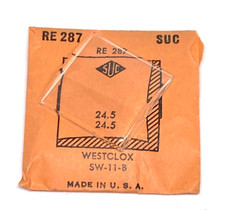 RE 287 SUC
RE 287
SUC
24.5
24.5
WESTCLOX
SW-11-B
MADE IN U. S. A.